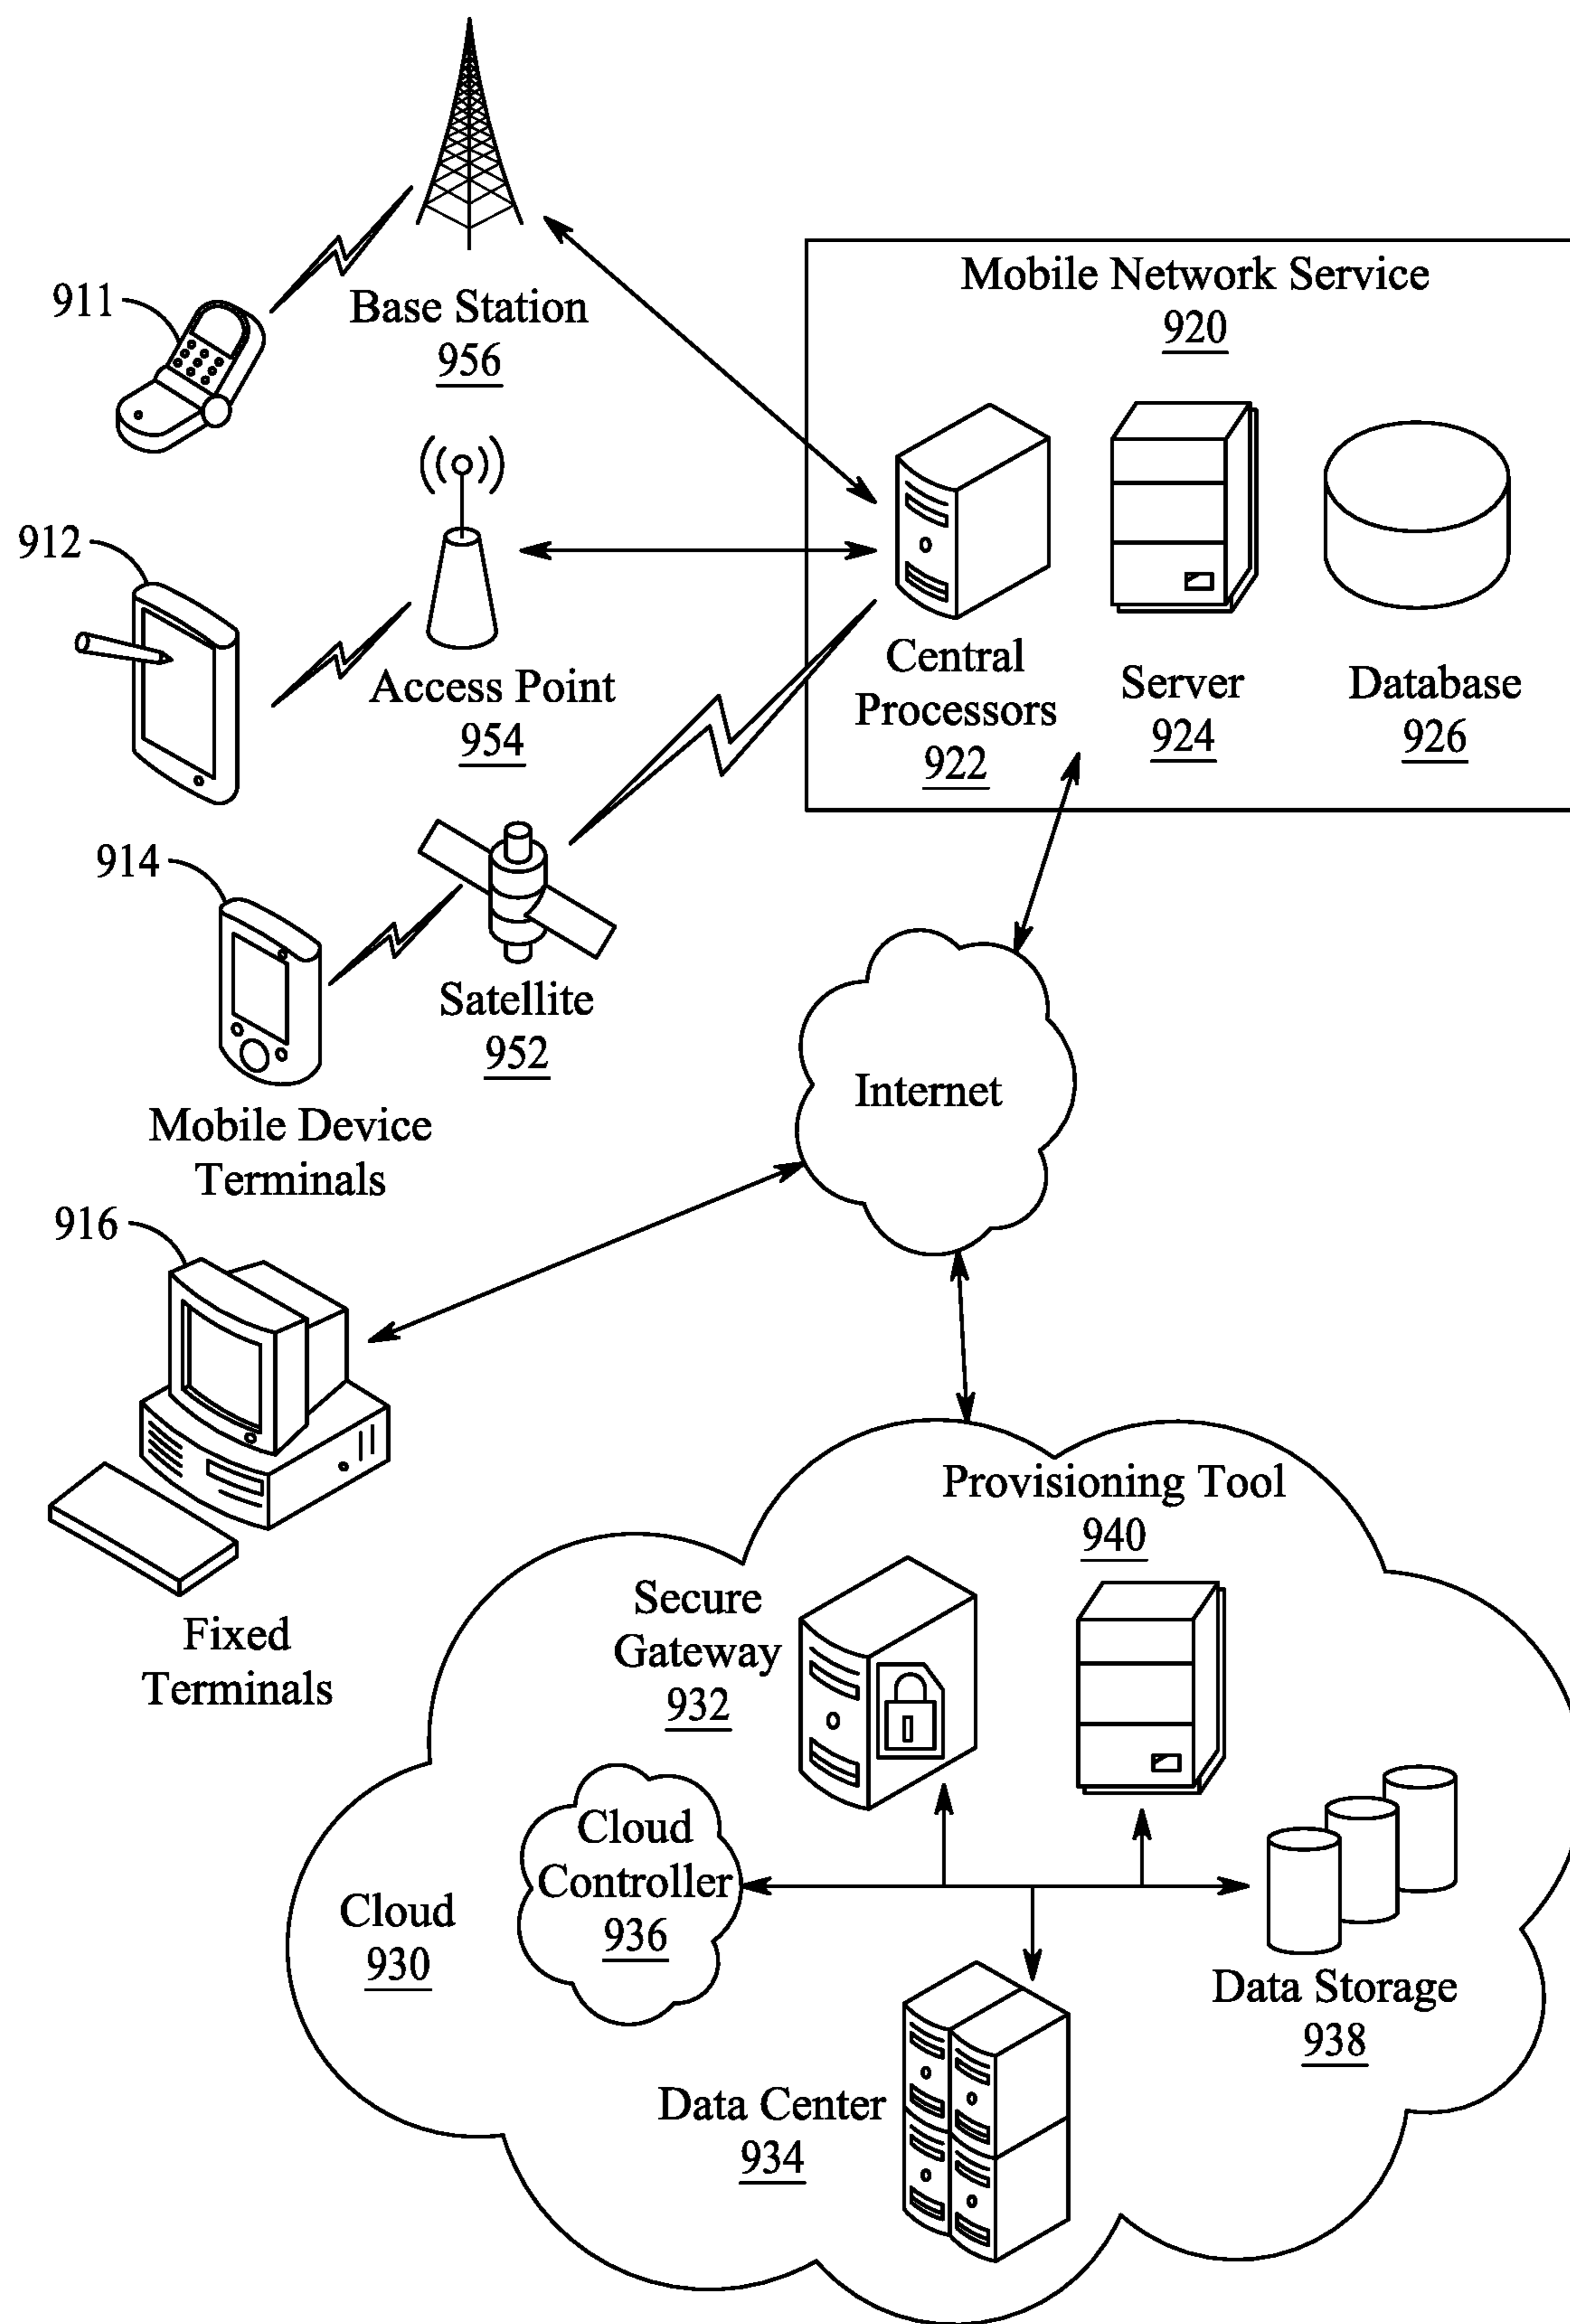 911
Base Station
956
Mobile Network Service
920
912
Access Point
954
Central
Processors
922
Server
924
Database
926
914
Satellite
952
Mobile Device
Terminals
Internet
916
Fixed
Terminals
Provisioning Tool
940
Secure
Gateway
932
Cloud
Controller
936
Cloud
930
Data Storage
938
Data Center
934